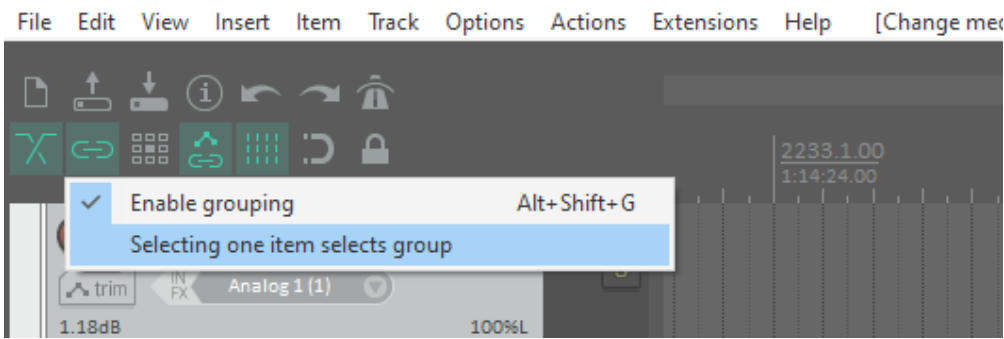 File Edit View Insert Item Track Options Actions Extensions Help [Change med
2233.1.00
1:14:24.00
Enable grouping Alt+Shift+G
Selecting one item selects group
trim IN FX Analog 1 (1)
1.18dB 100%L